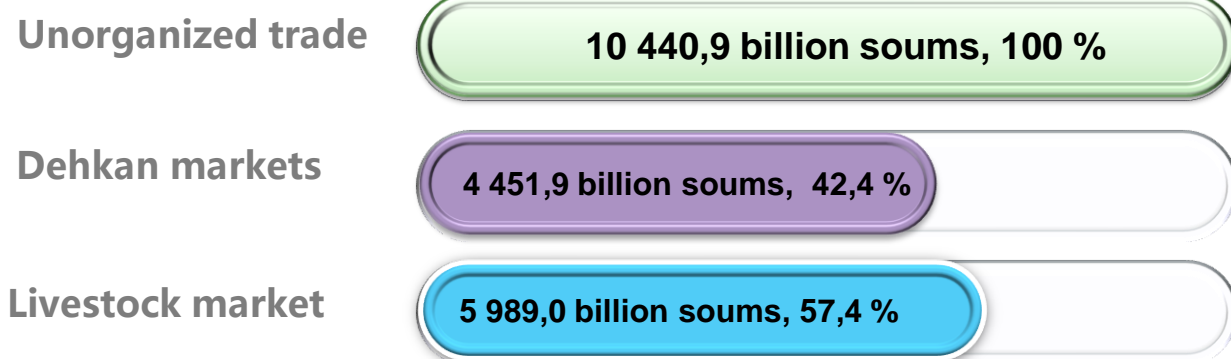 Unorganized trade
10 440,9 billion soums, 100 %
Dehkan markets
4 451,9 billion soums,  42,4 %
Livestock market
5 989,0 billion soums, 57,4 %